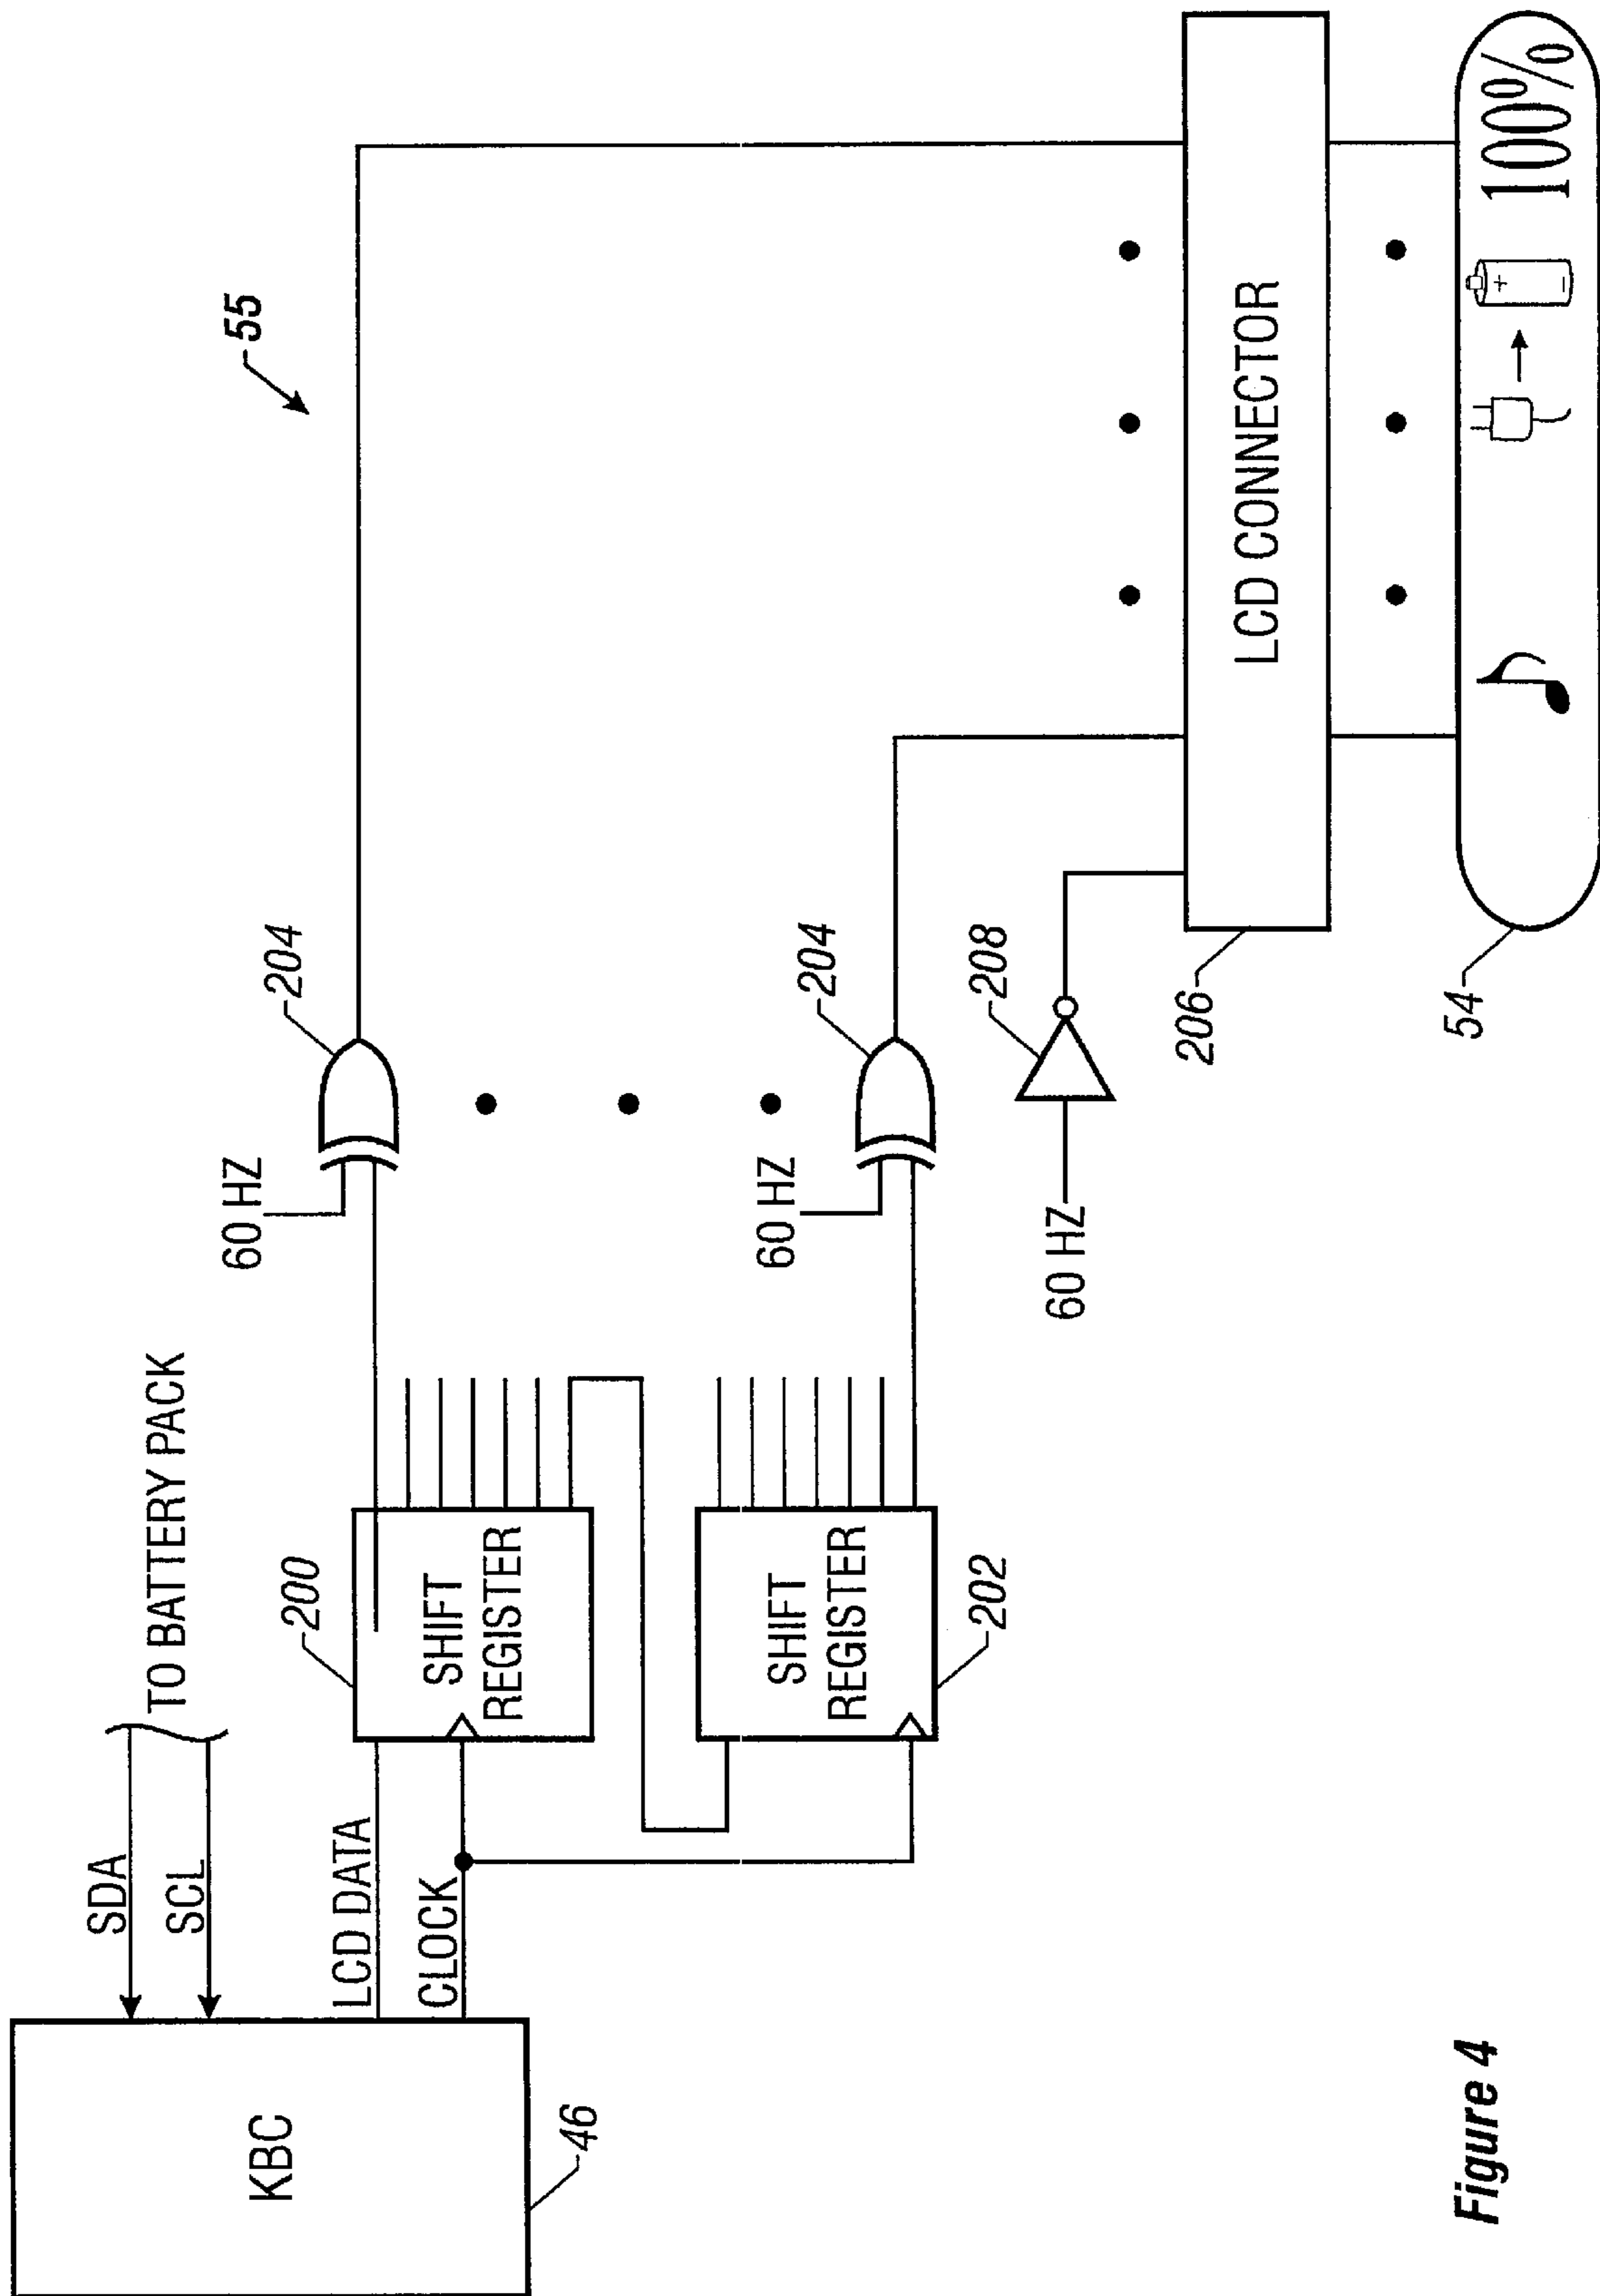 55
SDA
TO BATTERY PACK
SCL
KBC
46
LCD DATA
CLOCK
200
SHIFT
REGISTER
60 HZ
204
SHIFT
REGISTER
202
60 HZ
204
60 HZ
208
LCD CONNECTOR
206
+
−
100%
54
Figure 4